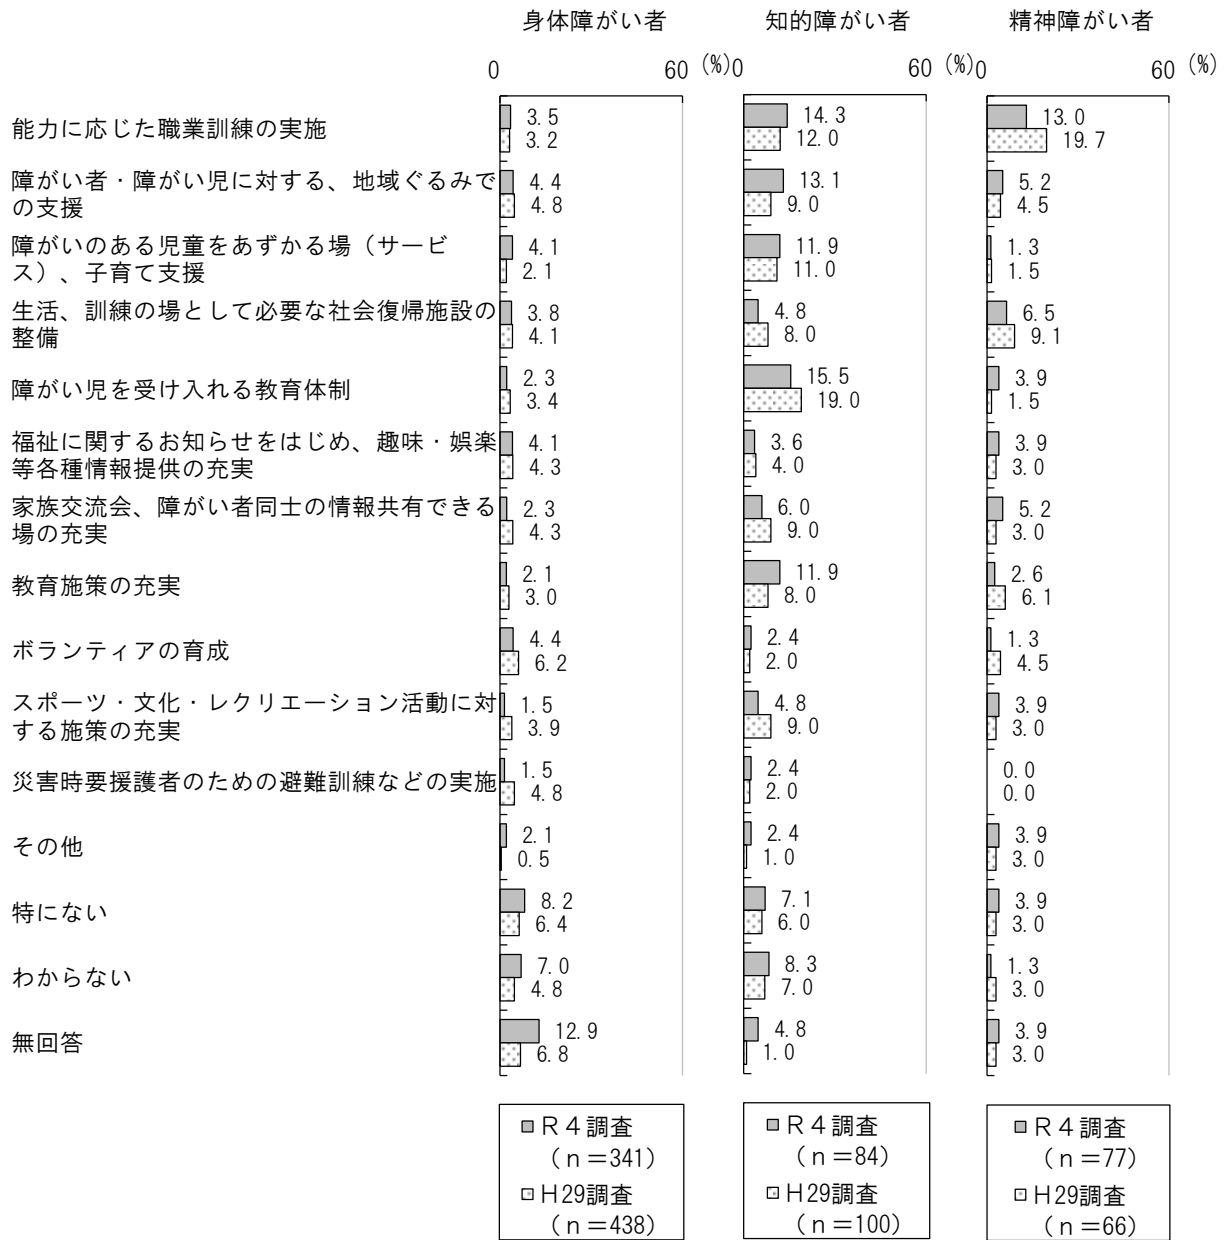 身体障がい者 知的障がい者 精神障がい者
0 60 (%) 0 60 (%) 0 60 (%)
能力に応じた職業訓練の実施 3.5 14.3 13.0
3.2 12.0 19.7
障がい者・障がい児に対する、地域ぐるみで 4.4 13.1 5.2
の支援 4.8 9.0 4.5
障がいのある児童をあずかる場（サービ 4.1 11.9 1.3
ス）、子育て支援 2.1 11.0 1.5
生活、訓練の場として必要な社会復帰施設の 3.8 4.8 6.5
整備 4.1 8.0 9.1
障がい児を受け入れる教育体制 2.3 15.5 3.9
3.4 19.0 1.5
福祉に関するお知らせをはじめ、趣味・娯楽 4.1 3.6 3.9
等各種情報提供の充実 4.3 4.0 3.0
家族交流会、障がい者同士の情報共有できる 2.3 6.0 5.2
場の充実 4.3 9.0 3.0
教育施策の充実 2.1 11.9 2.6
3.0 8.0 6.1
ボランティアの育成 4.4 2.4 1.3
6.2 2.0 4.5
スポーツ・文化・レクリエーション活動に対 1.5 4.8 3.9
する施策の充実 3.9 9.0 3.0
災害時要援護者のための避難訓練などの実施 1.5 2.4 0.0
4.8 2.0 0.0
その他 2.1 2.4 3.9
0.5 1.0 3.0
特にない 8.2 7.1 3.9
6.4 6.0 3.0
わからない 7.0 8.3 1.3
4.8 7.0 3.0
無回答 12.9 4.8 3.9
6.8 1.0 3.0
Ｒ４調査 Ｒ４調査 Ｒ４調査
（ｎ＝341） （ｎ＝84） （ｎ＝77）
Ｈ29調査 Ｈ29調査 Ｈ29調査
（ｎ＝438） （ｎ＝100） （ｎ＝66）